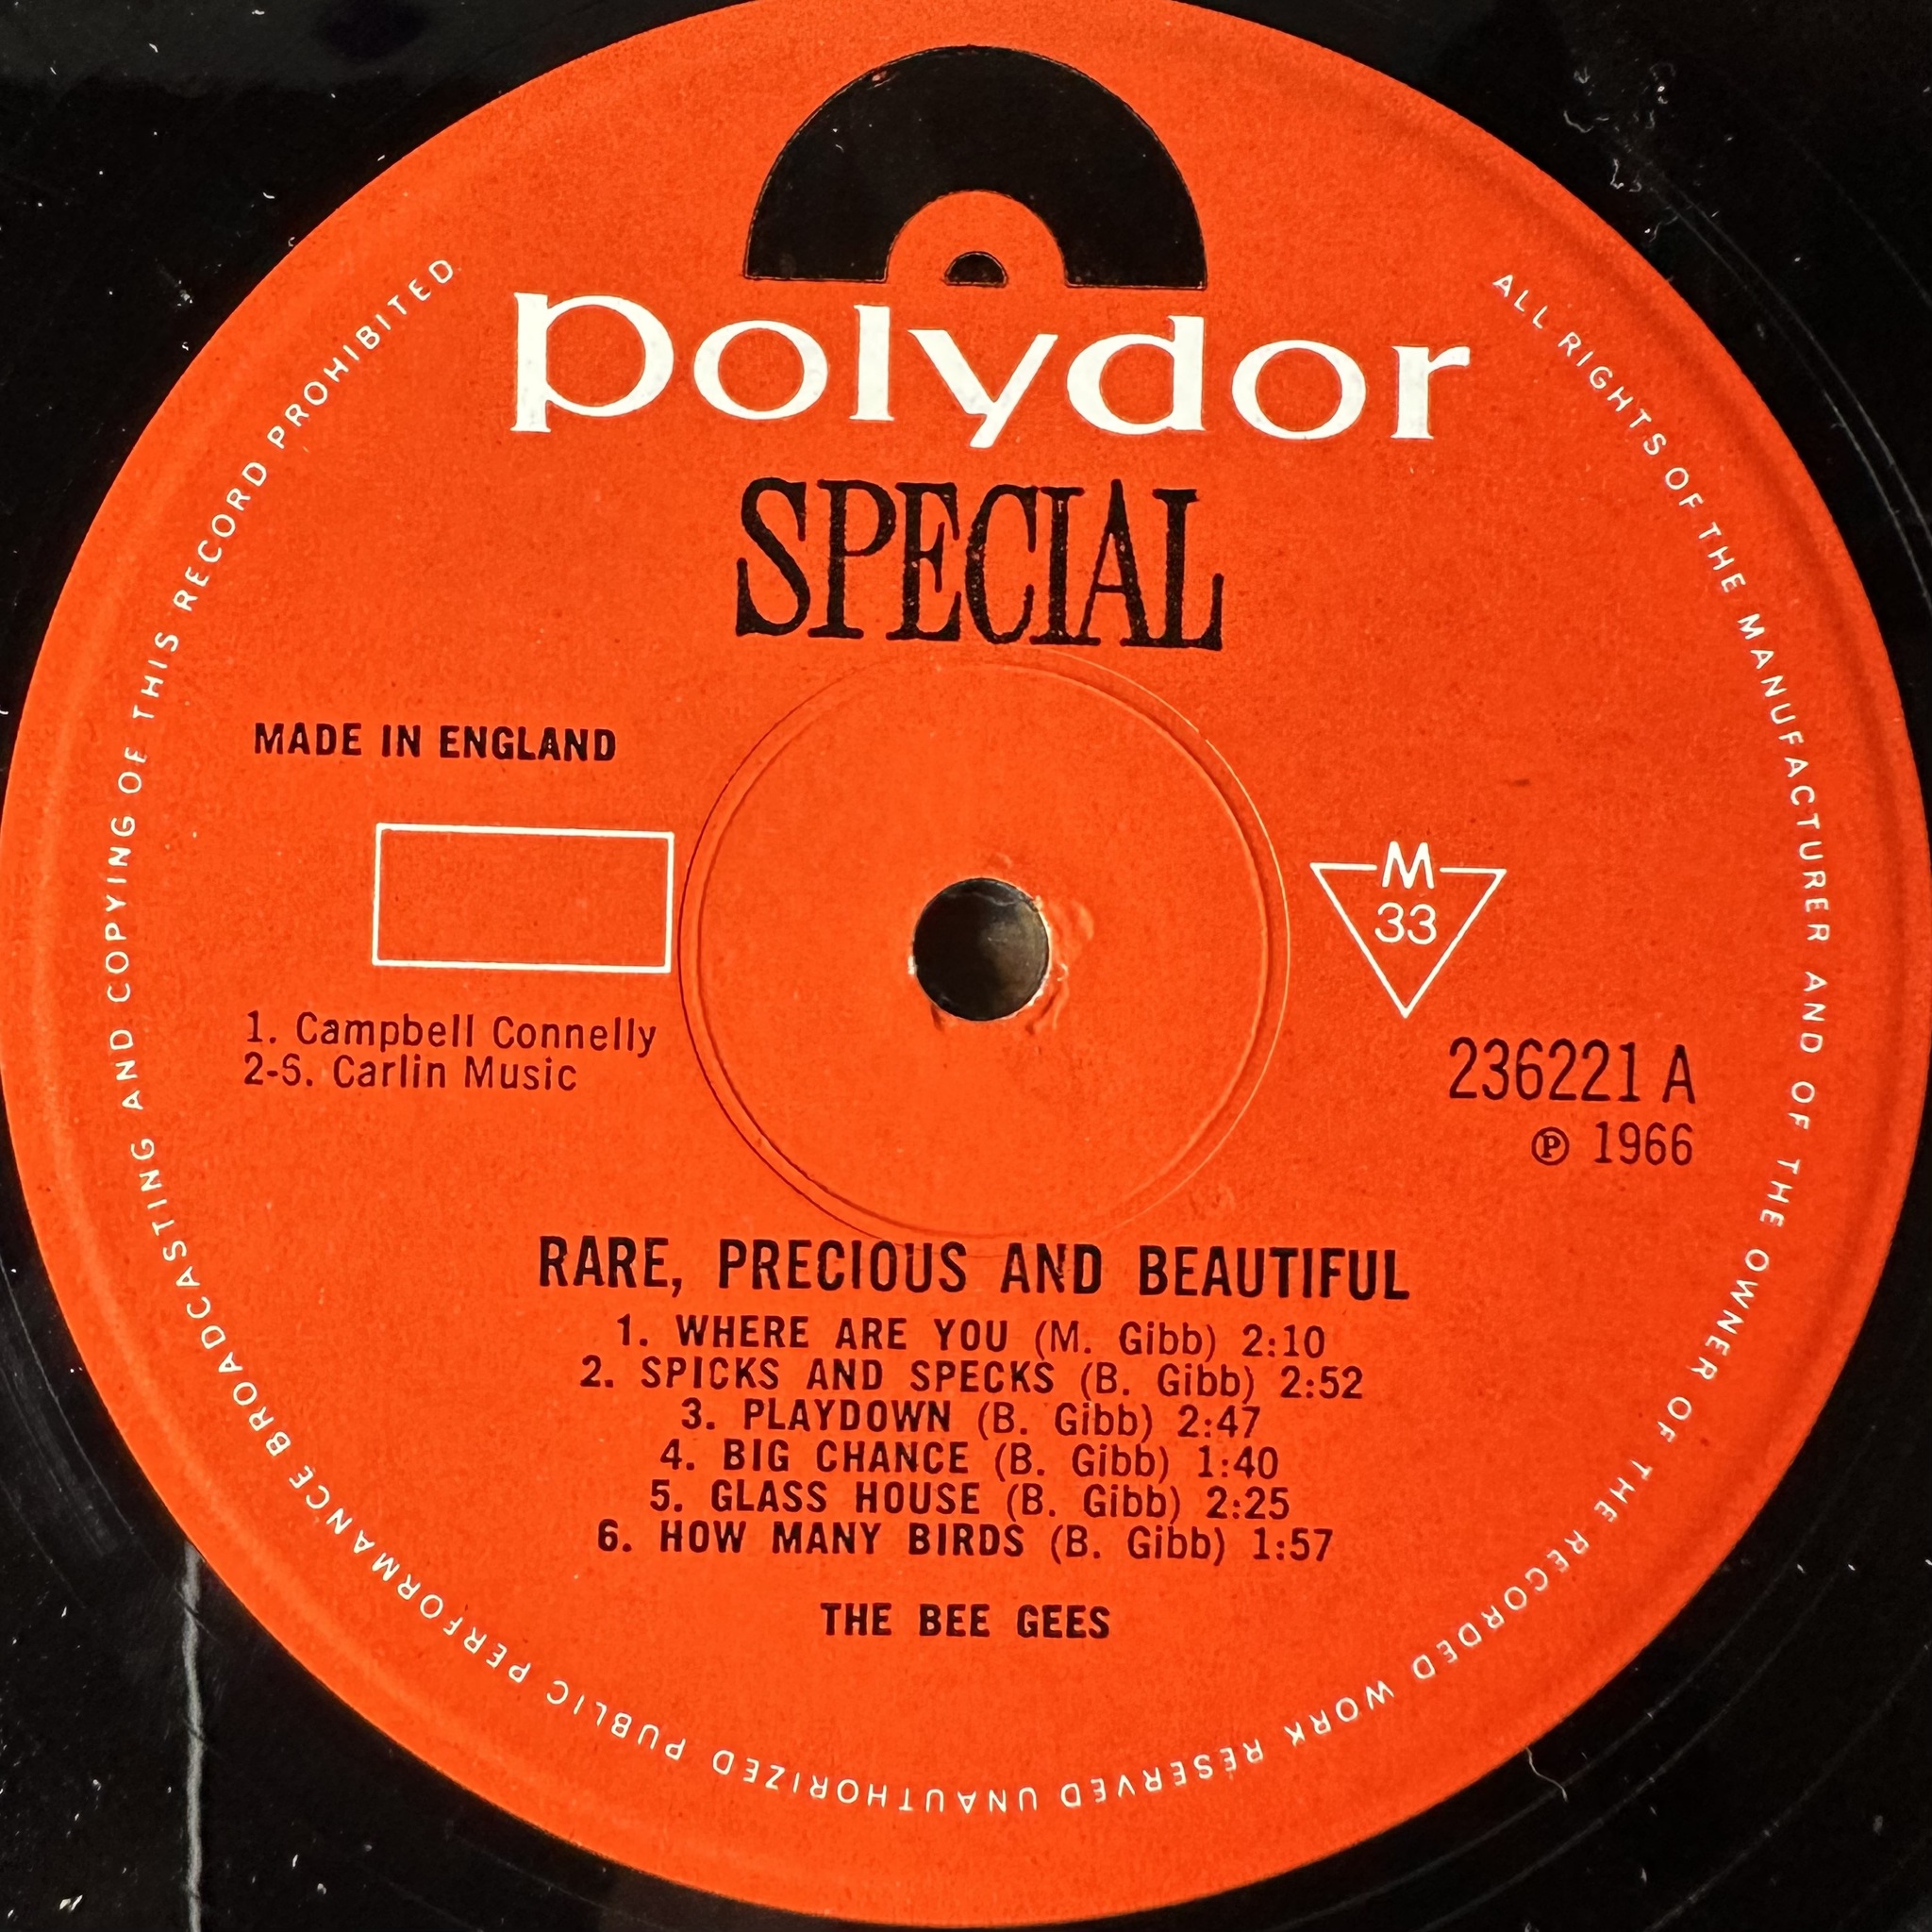 polydor
SPECIAL
MADE IN ENGLAND
M
33
1. Campbell Connelly
2-5. Carlin Music
236221 A
℗ 1966
RARE, PRECIOUS AND BEAUTIFUL
1. WHERE ARE YOU (M. Gibb) 2:10
2. SPICKS AND SPECKS (B. Gibb) 2:52
3. PLAYDOWN (B. Gibb) 2:47
4. BIG CHANCE (B. Gibb) 1:40
5. GLASS HOUSE (B. Gibb) 2:25
6. HOW MANY BIRDS (B. Gibb) 1:57
THE BEE GEES
ALL RIGHTS OF THE MANUFACTURER AND OF THE OWNER OF THE RECORDED WORK RESERVED UNAUTHORIZED PUBLIC PERFORMANCE BROADCASTING AND COPYING OF THIS RECORD PROHIBITED